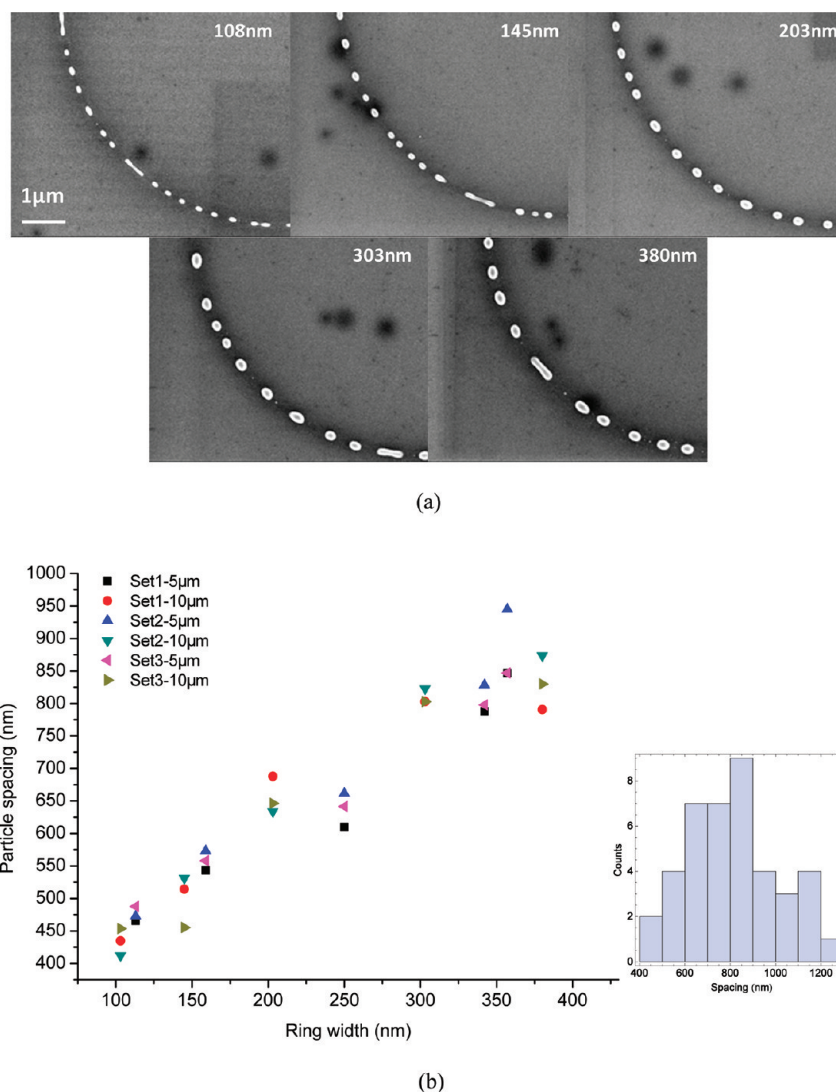 108nm
145nm
203nm
1µm
303nm
380nm
(a)
Set1-5µm
Set1-10µm
Set2-5µm
Set2-10µm
Set3-5µm
Set3-10µm
Particle spacing (nm)
1000
950
900
850
800
750
700
650
600
550
500
450
400
100 150 200 250 300 350 400
Ring width (nm)
Counts
8
6
4
2
0
400 600 800 1000 1200
Spacing (nm)
(b)